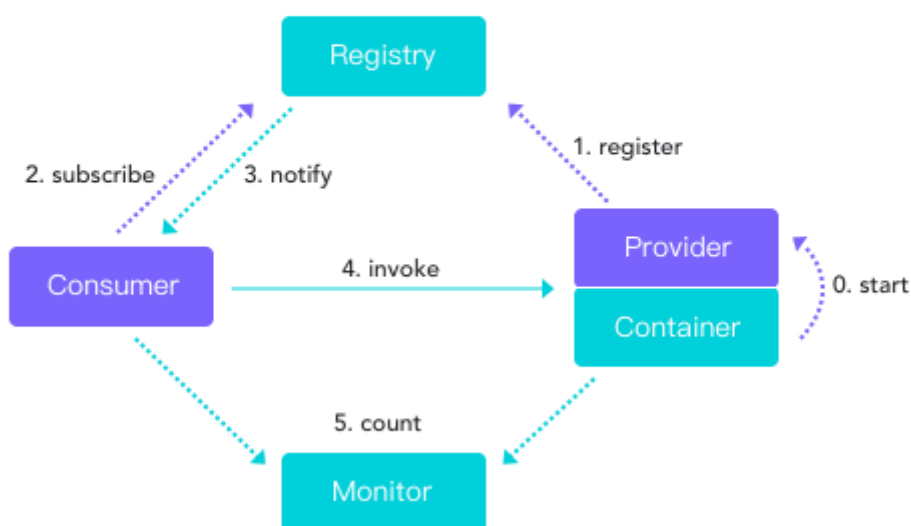 Registry
1. register
2. subscribe
3. notify
Provider
4. invoke
Consumer
0. start
Container
5. count
Monitor